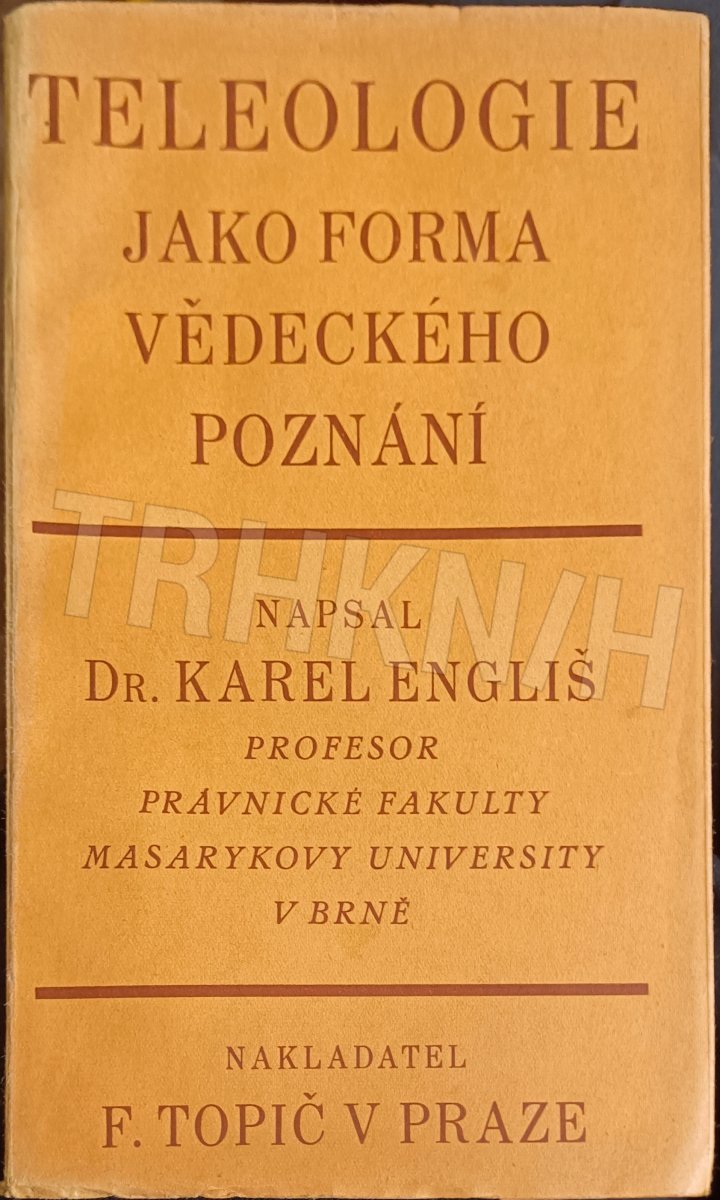 TELEOLOGIE
JAKO FORMA
VĚDECKÉHO
POZNÁNÍ
TRHKNIH
NAPSAL
DR. KAREL ENGLIŠ
PROFESOR
PRÁVNICKÉ FAKULTY
MASARYKOVY UNIVERSITY
V BRNĚ
NAKLADATEL
F. TOPIČ V PRAZE